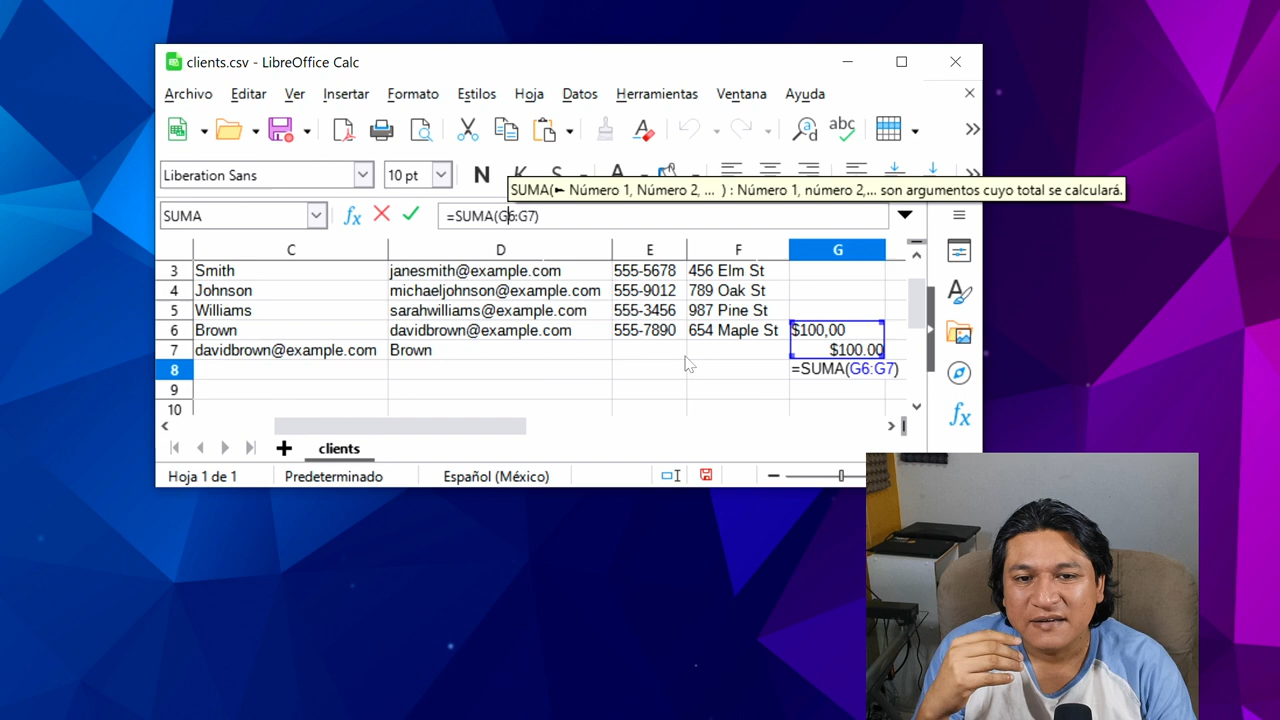 clients.csv - LibreOffice Calc
Archivo Editar Ver Insertar Formato Estilos Hoja Datos Herramientas Ventana Ayuda
abc
Liberation Sans 10 pt N K S A
SUMA(► Número 1, Número 2, ... ) : Número 1, número 2,... son argumentos cuyo total se calculará.
SUMA fx =SUMA(G6:G7)
C D E F G
3 Smith janesmith@example.com 555-5678 456 Elm St
4 Johnson michaeljohnson@example.com 555-9012 789 Oak St
5 Williams sarahwilliams@example.com 555-3456 987 Pine St
6 Brown davidbrown@example.com 555-7890 654 Maple St $100,00
7 davidbrown@example.com Brown $100.00
8 =SUMA(G6:G7)
9
10
clients
Hoja 1 de 1 Predeterminado Español (México)